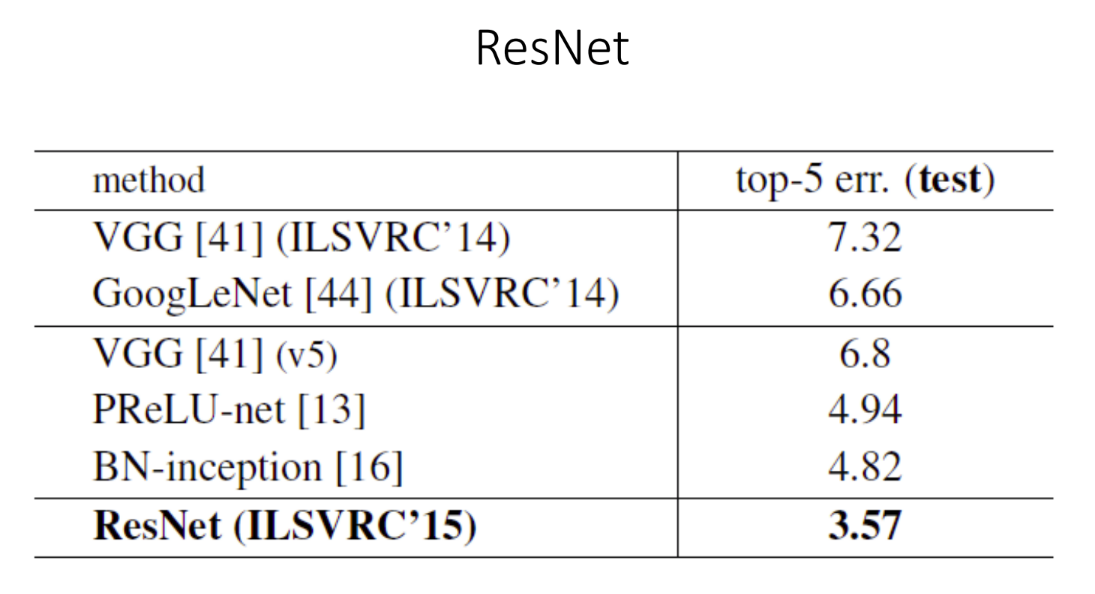 ResNet
method top-5 err. (test)
VGG [41] (ILSVRC’14) 7.32
GoogLeNet [44] (ILSVRC’14) 6.66
VGG [41] (v5) 6.8
PReLU-net [13] 4.94
BN-inception [16] 4.82
ResNet (ILSVRC’15) 3.57